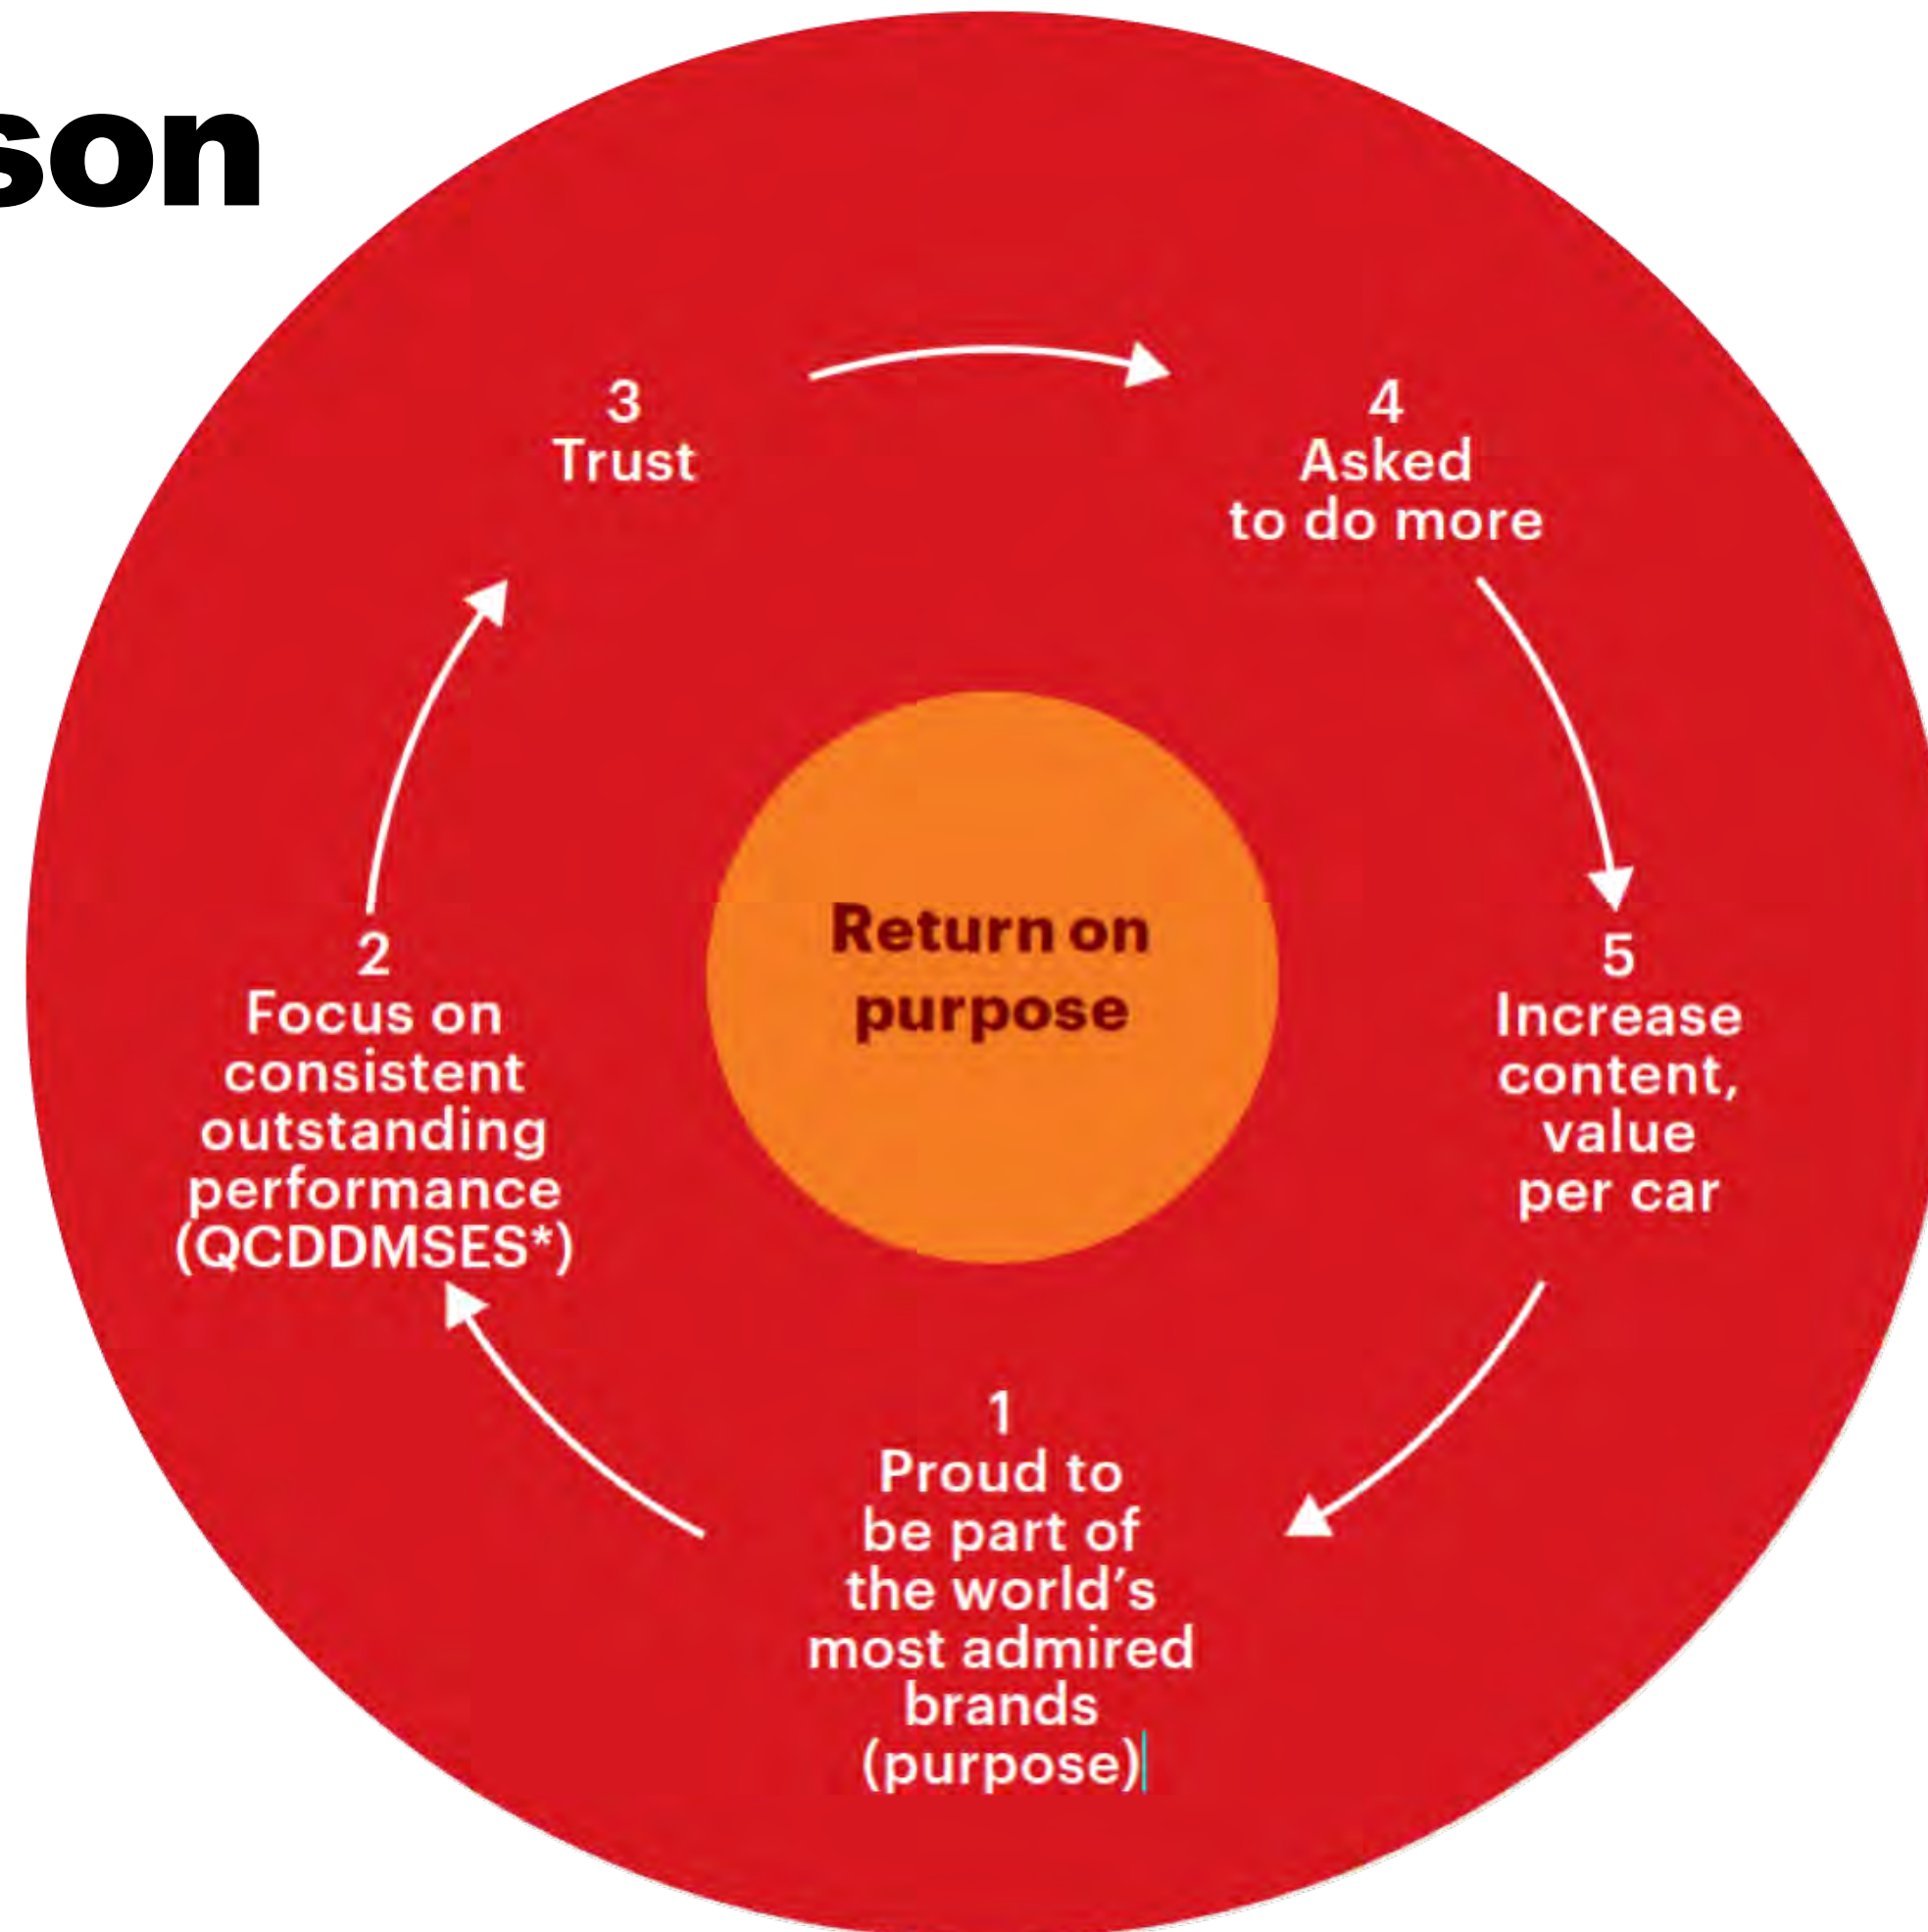 son
3
Trust
4
Asked
to do more
Return on
purpose
2
Focus on
consistent
outstanding
performance
(QCDDMSES*)
5
Increase
content,
value
per car
1
Proud to
be part of
the world’s
most admired
brands
(purpose)